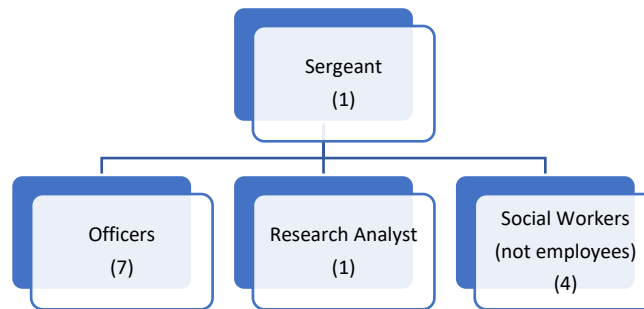 Sergeant
(1)
Officers
(7)
Research Analyst
(1)
Social Workers
(not employees)
(4)